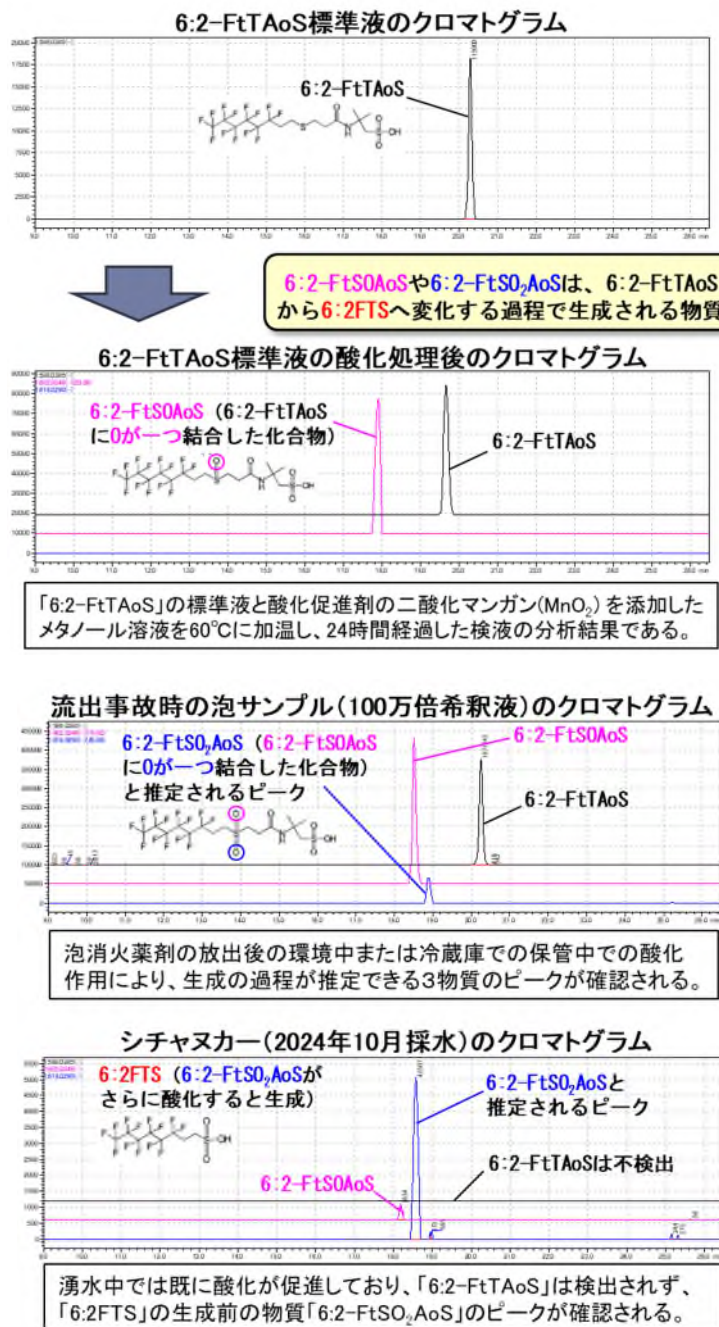 6:2-FtTAoS標準液のクロマトグラム
6:2-FtTAoS
6:2-FtSOAoSや6:2-FtSO₂AoSは、6:2-FtTAoS
から6:2FTSへ変化する過程で生成される物質
6:2-FtTAoS標準液の酸化処理後のクロマトグラム
6:2-FtSOAoS（6:2-FtTAoS
にOが一つ結合した化合物）
6:2-FtTAoS
「6:2-FtTAoS」の標準液と酸化促進剤の二酸化マンガン(MnO₂)を添加した
メタノール溶液を60℃に加温し、24時間経過した検液の分析結果である。
流出事故時の泡サンプル（100万倍希釈液）のクロマトグラム
6:2-FtSO₂AoS（6:2-FtSOAoS
にOが一つ結合した化合物）
と推定されるピーク
6:2-FtSOAoS
6:2-FtTAoS
泡消火薬剤の放出後の環境中または冷蔵庫での保管中での酸化
作用により、生成の過程が推定できる3物質のピークが確認される。
シチャヌカー（2024年10月採水）のクロマトグラム
6:2FTS（6:2-FtSO₂AoSが
さらに酸化すると生成）
6:2-FtSO₂AoSと
推定されるピーク
6:2-FtTAoSは不検出
6:2-FtSOAoS
湧水中では既に酸化が促進しており、「6:2-FtTAoS」は検出されず、
「6:2FTS」の生成前の物質「6:2-FtSO₂AoS」のピークが確認される。